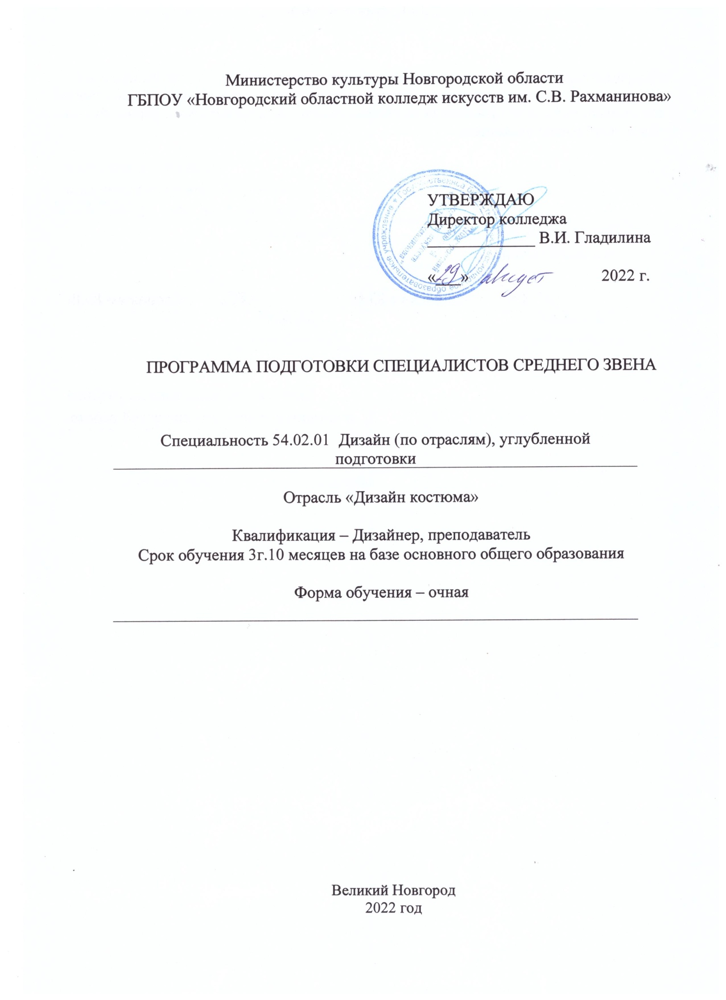 Министерство культуры Новгородской области
ГБПОУ «Новгородский областной колледж искусств им. С.В. Рахманинова»
УТВЕРЖДАЮ
Директор колледжа
______________ В.И. Гладилина
«29» август 2022 г.
ПРОГРАММА ПОДГОТОВКИ СПЕЦИАЛИСТОВ СРЕДНЕГО ЗВЕНА
Специальность 54.02.01 Дизайн (по отраслям), углубленной
подготовки
Отрасль «Дизайн костюма»
Квалификация – Дизайнер, преподаватель
Срок обучения 3г.10 месяцев на базе основного общего образования
Форма обучения – очная
Великий Новгород
2022 год